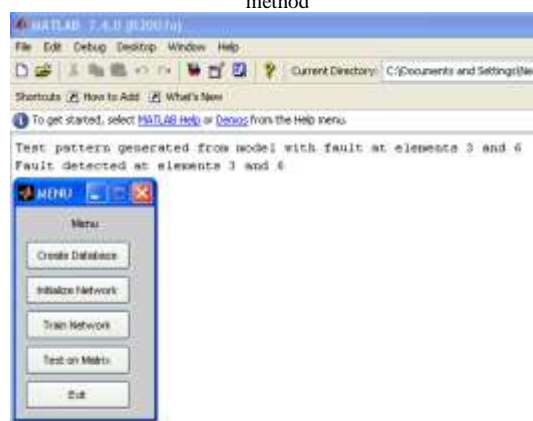 method
MATLAB 7.4.0 (R2007a)
File Edit Debug Desktop Window Help
Current Directory: C:\Documents and Settings\
Shortcuts How to Add What's New
To get started, select MATLAB Help or Demos from the Help menu.
Test pattern generated from model with fault at elements 3 and 6
Fault detected at elements 3 and 6
MENU
Menu
Create Database
Initialize Network
Train Network
Test on Matrix
Exit